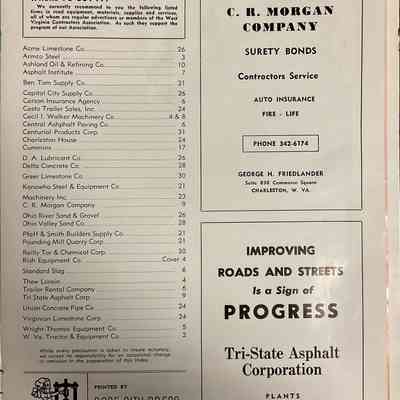 We earnestly recommend to you the following listed
firms in road equipment, materials, supplies and services,
all of whom are regular advertisers or members of the West
Virginia Contractors Association. As such they support the
program of our Association.
Acme Limestone Co. 26
Armco Steel 3
Ashland Oil & Refining Co. 10
Asphalt Institute 7
Ben Tom Supply Co. 21
Capitol City Supply Co. 26
Carson Insurance Agency 6
Casto Trailer Sales, Inc. 24
Cecil I. Walker Machinery Co. 4 & 8
Central Ashphalt Paving Co. 6
Centurial Products Corp. 31
Charleston House 24
Cummins 17
D. A. Lubricant Co. 26
Delta Concrete Co. 28
Greer Limestone Co. 30
Kanawha Steel & Equipment Co. 21
Machinery Inc. 23
C. R. Morgan Company 9
Ohio River Sand & Gravel 26
Ohio Valley Sand Co. 28
Pfaff & Smith Builders Supply Co. 21
Pounding Mill Quarry Corp. 21
Reilly Tar & Chemical Corp. 30
Rish Equipment Co. Cover 4
Standard Slag 6
Thew Lorain 4
Trailer Rental Company 6
Tri State Asphalt Corp. 9
Union Concrete Pipe Co. 24
Virginian Limestone Corp. 24
Wright-Thomas Equipment Co. 5
W. Va. Tractor & Equipment Co. 3
While every precaution is taken to insure accuracy,
we accept no responsibility for an occasional change
or omission in the preparation of this index.
PRINTED BY
C. R. MORGAN
COMPANY
SURETY BONDS
Contractors Service
AUTO INSURANCE
FIRE - LIFE
PHONE 342-6174
GEORGE H. FRIEDLANDER
Suite 830 Commerce Square
CHARLESTON, W. VA.
IMPROVING
ROADS AND STREETS
Is a Sign of
PROGRESS
Tri-State Asphalt
Corporation
PLANTS